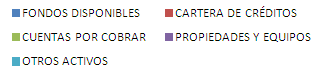 FONDOS DISPONIBLES CARTERA DE CRÉDITOS
CUENTAS POR COBRAR PROPIEDADES Y EQUIPOS
OTROS ACTIVOS